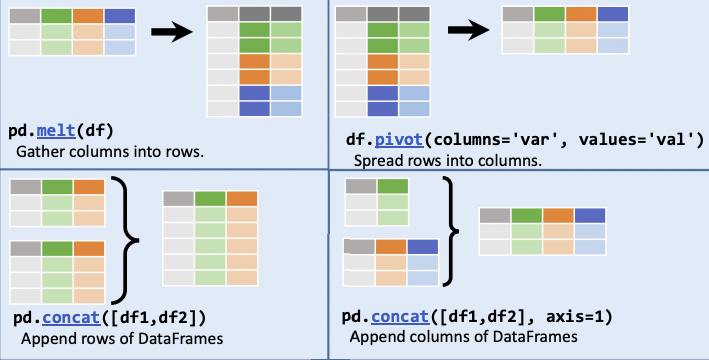 pd.melt(df)
Gather columns into rows.
df.pivot(columns='var', values='val')
Spread rows into columns.
pd.concat([df1,df2])
Append rows of DataFrames
pd.concat([df1,df2], axis=1)
Append columns of DataFrames